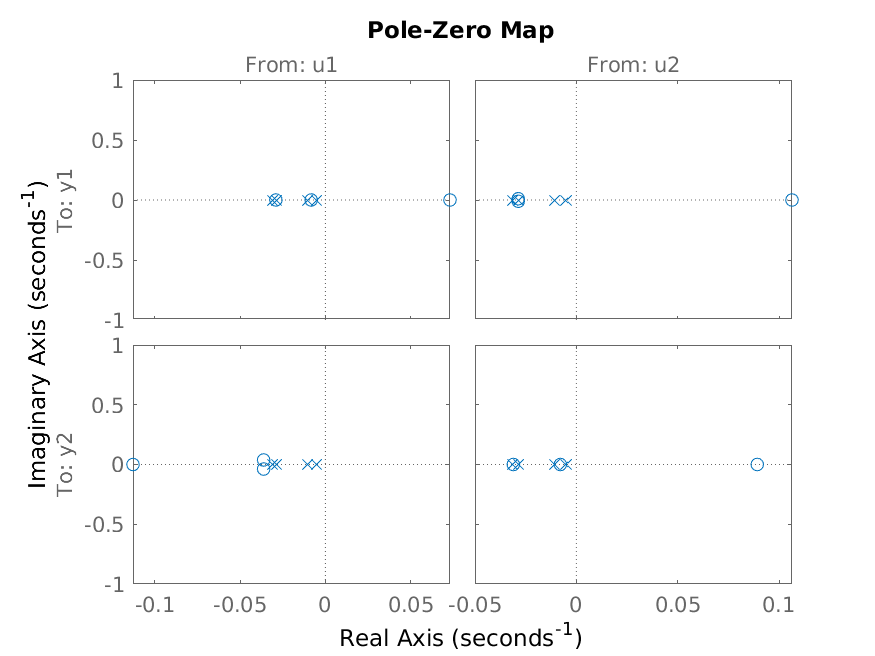 Pole-Zero Map
From: u1
From: u2
1
0.5
0
-0.5
-1
To: y1
1
0.5
0
-0.5
-1
To: y2
Imaginary Axis (seconds⁻¹)
-0.1
-0.05
0
0.05
-0.05
0
0.05
0.1
Real Axis (seconds⁻¹)